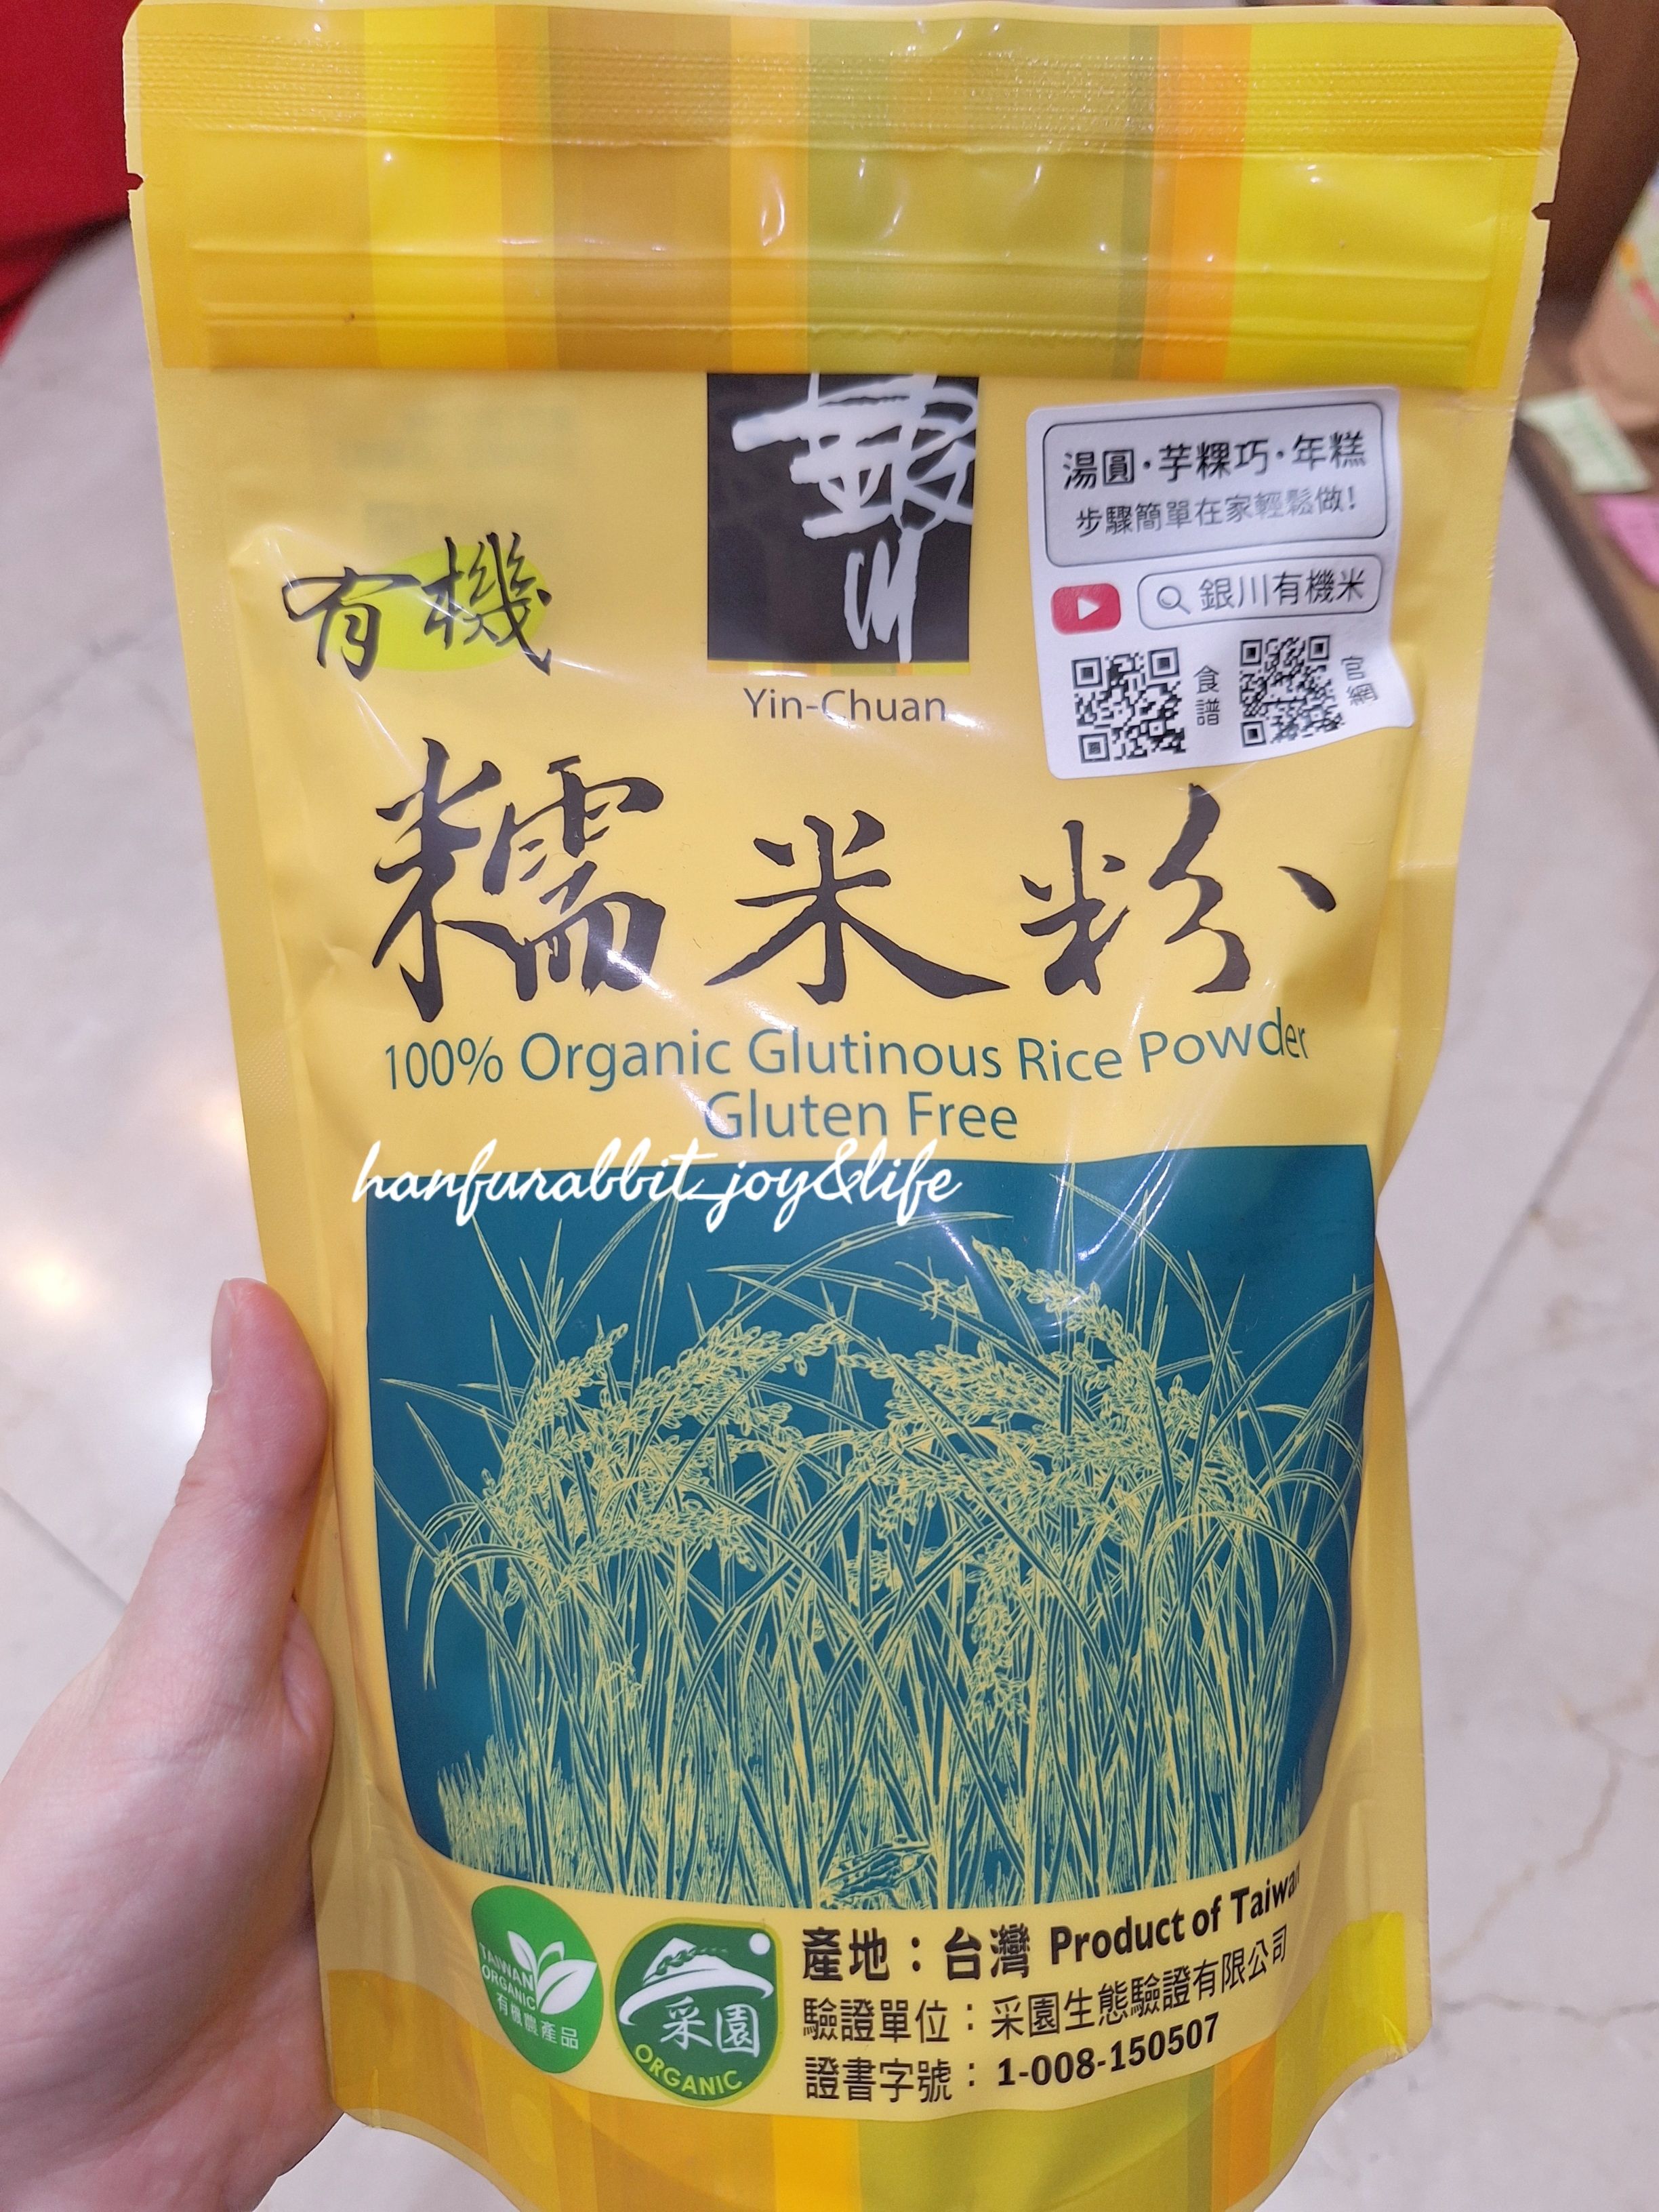 銀川
Yin-Chuan
有機
湯圓·芋粿巧·年糕
步驟簡單在家輕鬆做!
銀川有機米
食譜
官網
糯米粉
100% Organic Glutinous Rice Powder
Gluten Free
hanfurabbit_joy&life
TAIWAN
ORGANIC
有機農產品
采園
ORGANIC
產地：台灣 Product of Taiwan
驗證單位：采園生態驗證有限公司
證書字號：1-008-150507